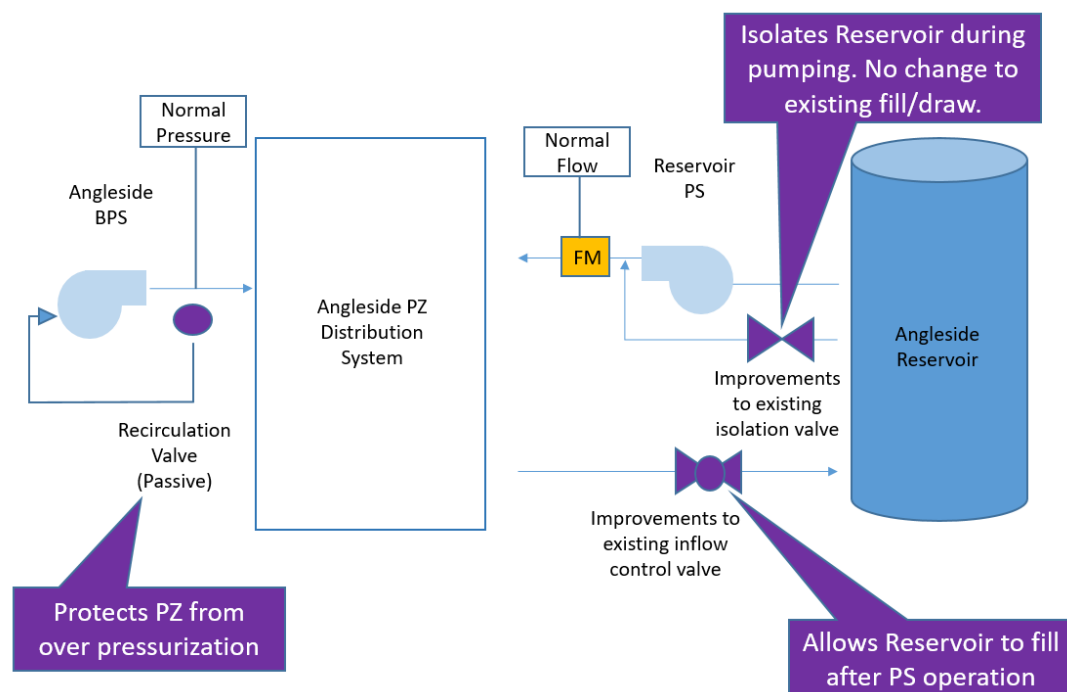 Isolates Reservoir during
pumping. No change to
existing fill/draw.
Normal
Pressure
Normal
Flow
Reservoir
PS
Angleside
BPS
FM
Angleside PZ
Distribution
System
Angleside
Reservoir
Improvements
to existing
isolation valve
Recirculation
Valve
(Passive)
Improvements to
existing inflow
control valve
Protects PZ from
over pressurization
Allows Reservoir to fill
after PS operation